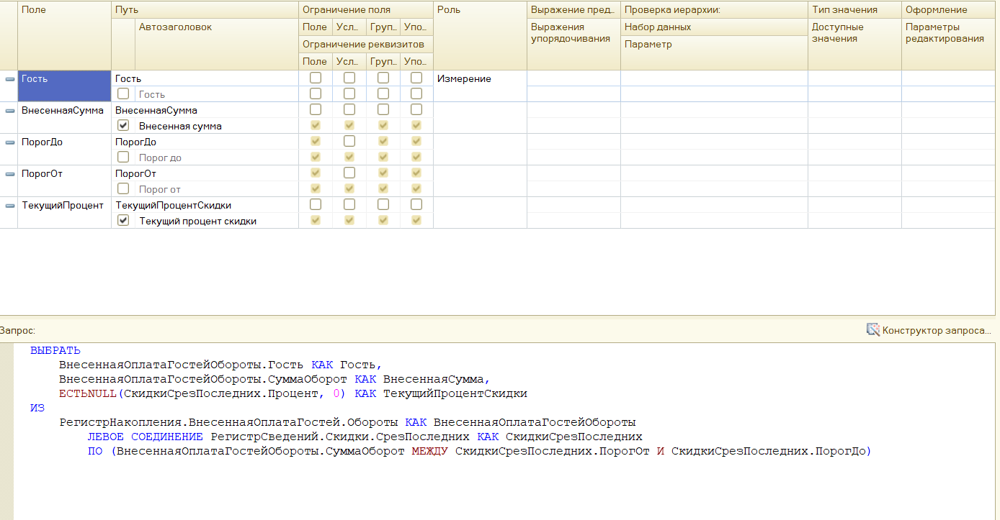 Поле Путь Ограничение поля Роль Выражение пред... Проверка иерархии: Тип значения Оформление
Автозаголовок Поле Усл... Груп... Упо... Выражения упорядочивания Набор данных Доступные значения Параметры редактирования
Ограничение реквизитов Параметр
Поле Усл... Груп... Упо...
Гость Гость Измерение
Гость
ВнесеннаяСумма ВнесеннаяСумма
Внесенная сумма
ПорогДо ПорогДо
Порог до
ПорогОт ПорогОт
Порог от
ТекущийПроцент ТекущийПроцентСкидки
Текущий процент скидки
Запрос: Конструктор запроса...
ВЫБРАТЬ
ВнесеннаяОплатаГостейОбороты.Гость КАК Гость,
ВнесеннаяОплатаГостейОбороты.СуммаОборот КАК ВнесеннаяСумма,
ЕСТЬNULL(СкидкиСрезПоследних.Процент, 0) КАК ТекущийПроцентСкидки
ИЗ
РегистрНакопления.ВнесеннаяОплатаГостей.Обороты КАК ВнесеннаяОплатаГостейОбороты
ЛЕВОЕ СОЕДИНЕНИЕ РегистрСведений.Скидки.СрезПоследних КАК СкидкиСрезПоследних
ПО (ВнесеннаяОплатаГостейОбороты.СуммаОборот МЕЖДУ СкидкиСрезПоследних.ПорогОт И СкидкиСрезПоследних.ПорогДо)